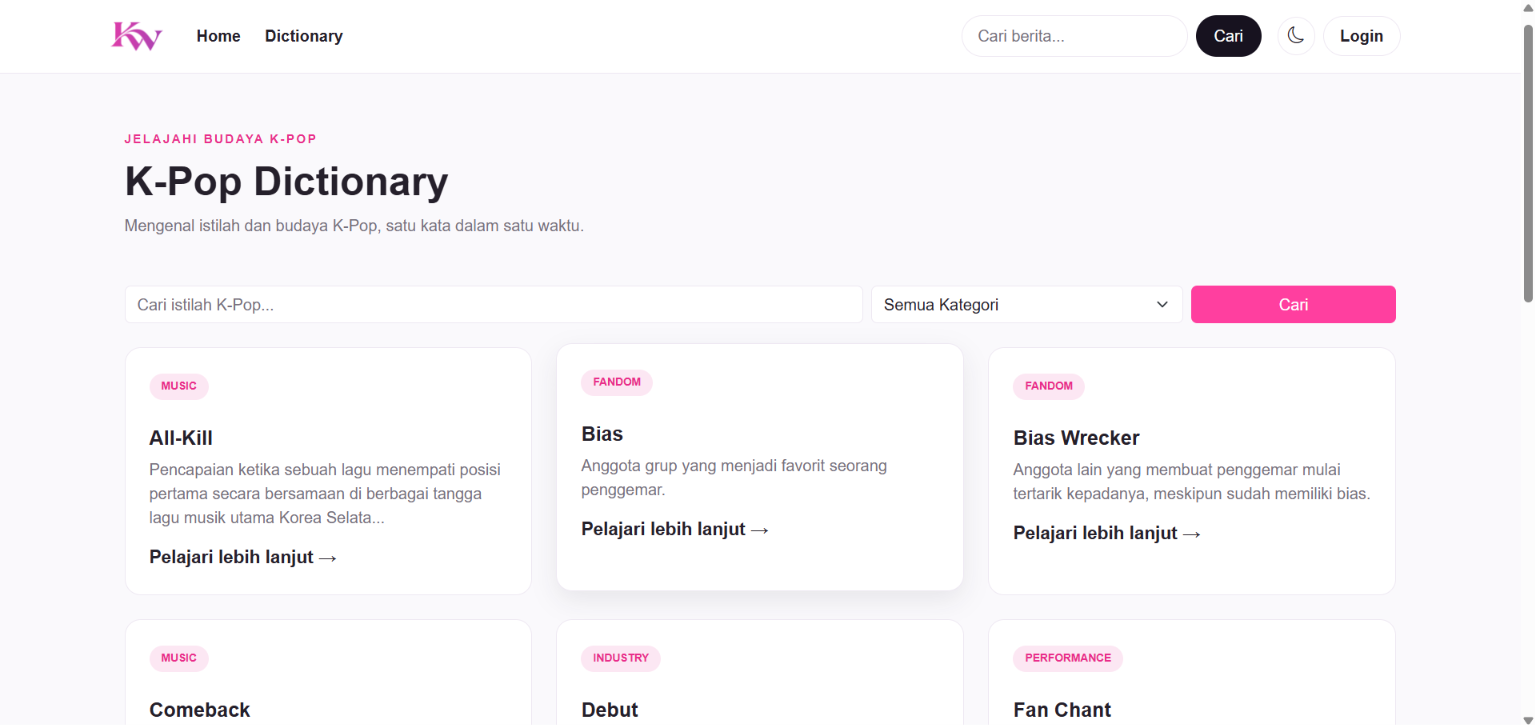 KW
Home
Dictionary
Cari berita...
Cari
Login
JELAJAHI BUDAYA K-POP
K-Pop Dictionary
Mengenal istilah dan budaya K-Pop, satu kata dalam satu waktu.
Cari istilah K-Pop...
Semua Kategori
Cari
MUSIC
All-Kill
Pencapaian ketika sebuah lagu menempati posisi
pertama secara bersamaan di berbagai tangga
lagu musik utama Korea Selata...
Pelajari lebih lanjut →
FANDOM
Bias
Anggota grup yang menjadi favorit seorang
penggemar.
Pelajari lebih lanjut →
FANDOM
Bias Wrecker
Anggota lain yang membuat penggemar mulai
tertarik kepadanya, meskipun sudah memiliki bias.
Pelajari lebih lanjut →
MUSIC
Comeback
INDUSTRY
Debut
PERFORMANCE
Fan Chant